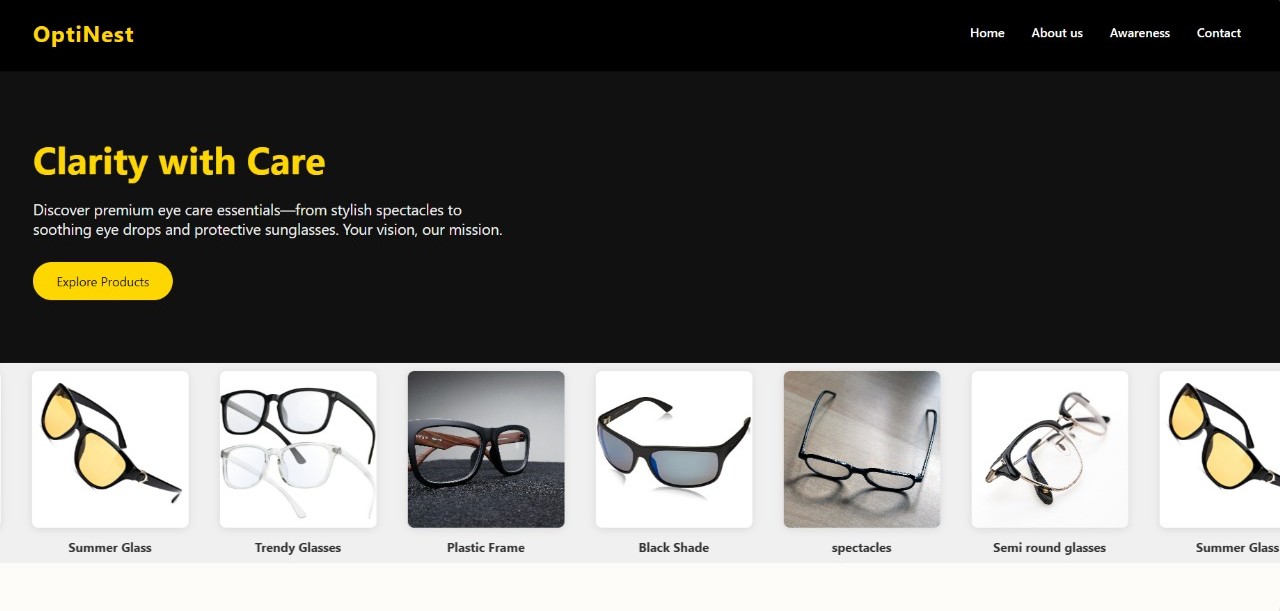 OptiNest
Home
About us
Awareness
Contact
Clarity with Care
Discover premium eye care essentials—from stylish spectacles to
soothing eye drops and protective sunglasses. Your vision, our mission.
Explore Products
Summer Glass
Trendy Glasses
Plastic Frame
Black Shade
spectacles
Semi round glasses
Summer Glass